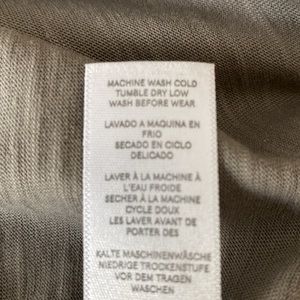 MACHINE WASH COLD
TUMBLE DRY LOW
WASH BEFORE WEAR
LAVADO A MAQUINA EN
FRIO
SECADO EN CICLO
DELICADO
LAVER À LA MACHINE À
L'EAU FROIDE
SECHER À LA MACHINE
CYCLE DOUX
LES LAVER AVANT DE
PORTER DES
KALTE MASCHINENWÄSCHE
NIEDRIGE TROCKENSTUFE
VOR DEM TRAGEN
WASCHEN